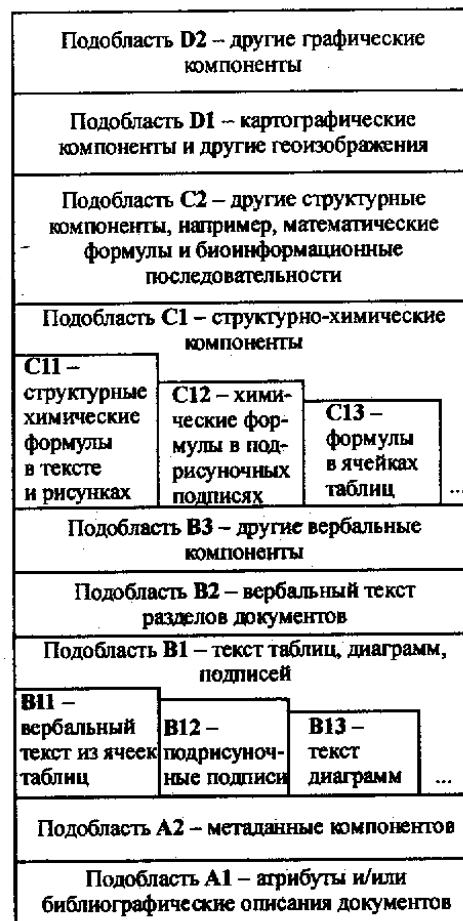 Подобласть D2 – другие графические
компоненты
Подобласть D1 – картографические
компоненты и другие геоизображения
Подобласть C2 – другие структурные
компоненты, например, математические
формулы и биоинформационные
последовательности
Подобласть C1 – структурно-химические
компоненты
C11 –
структурные
химические
формулы
в тексте
и рисунках
C12 – хими-
ческие фор-
мулы в под-
рисуночных
подписях
C13 –
формулы
в ячейках
таблиц
...
Подобласть B3 – другие вербальные
компоненты
Подобласть B2 – вербальный текст
разделов документов
Подобласть B1 – текст таблиц, диаграмм,
подписей
B11 –
вербальный
текст из ячеек
таблиц
B12 –
подрисуноч-
ные подписи
B13 –
текст
диаграмм
...
Подобласть A2 – метаданные компонентов
Подобласть A1 – атрибуты и/или
библиографические описания документов